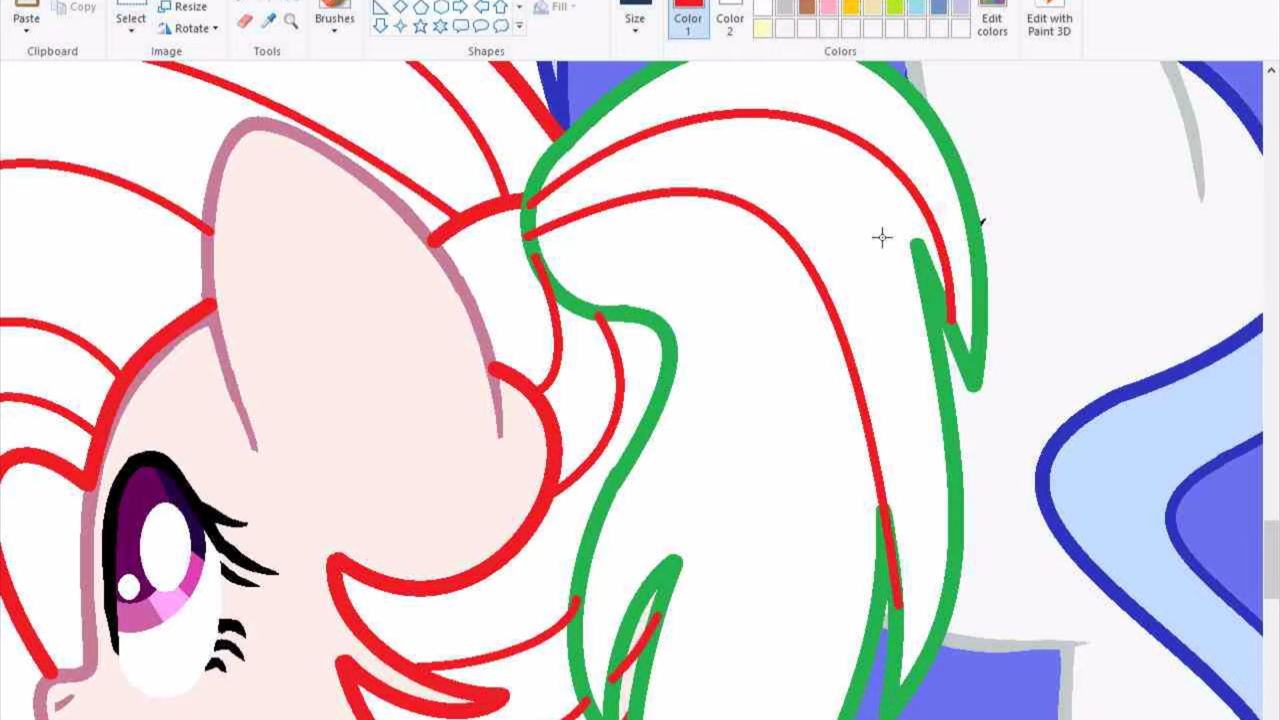 Paste
Copy
Select
Resize
Rotate
Brushes
Fill
Size
Color 1
Color 2
Edit colors
Edit with Paint 3D
Clipboard
Image
Tools
Shapes
Colors